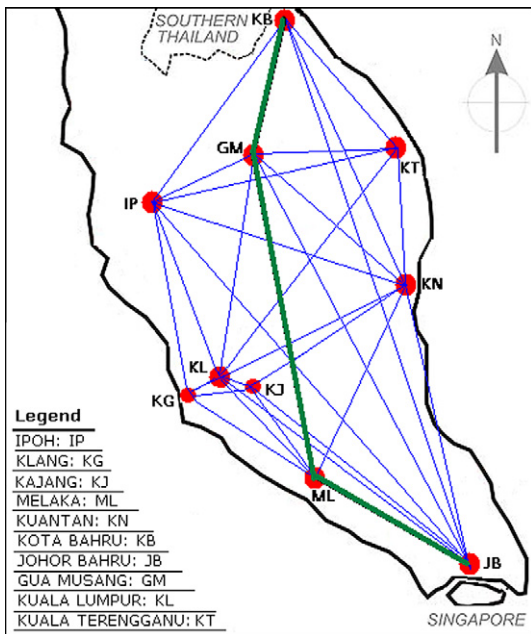 SOUTHERN
THAILAND
KB
N
GM
KT
IP
KN
KL
KJ
KG
ML
JB
SINGAPORE
Legend
IPOH: IP
KLANG: KG
KAJANG: KJ
MELAKA: ML
KUANTAN: KN
KOTA BAHRU: KB
JOHOR BAHRU: JB
GUA MUSANG: GM
KUALA LUMPUR: KL
KUALA TERENGGANU: KT